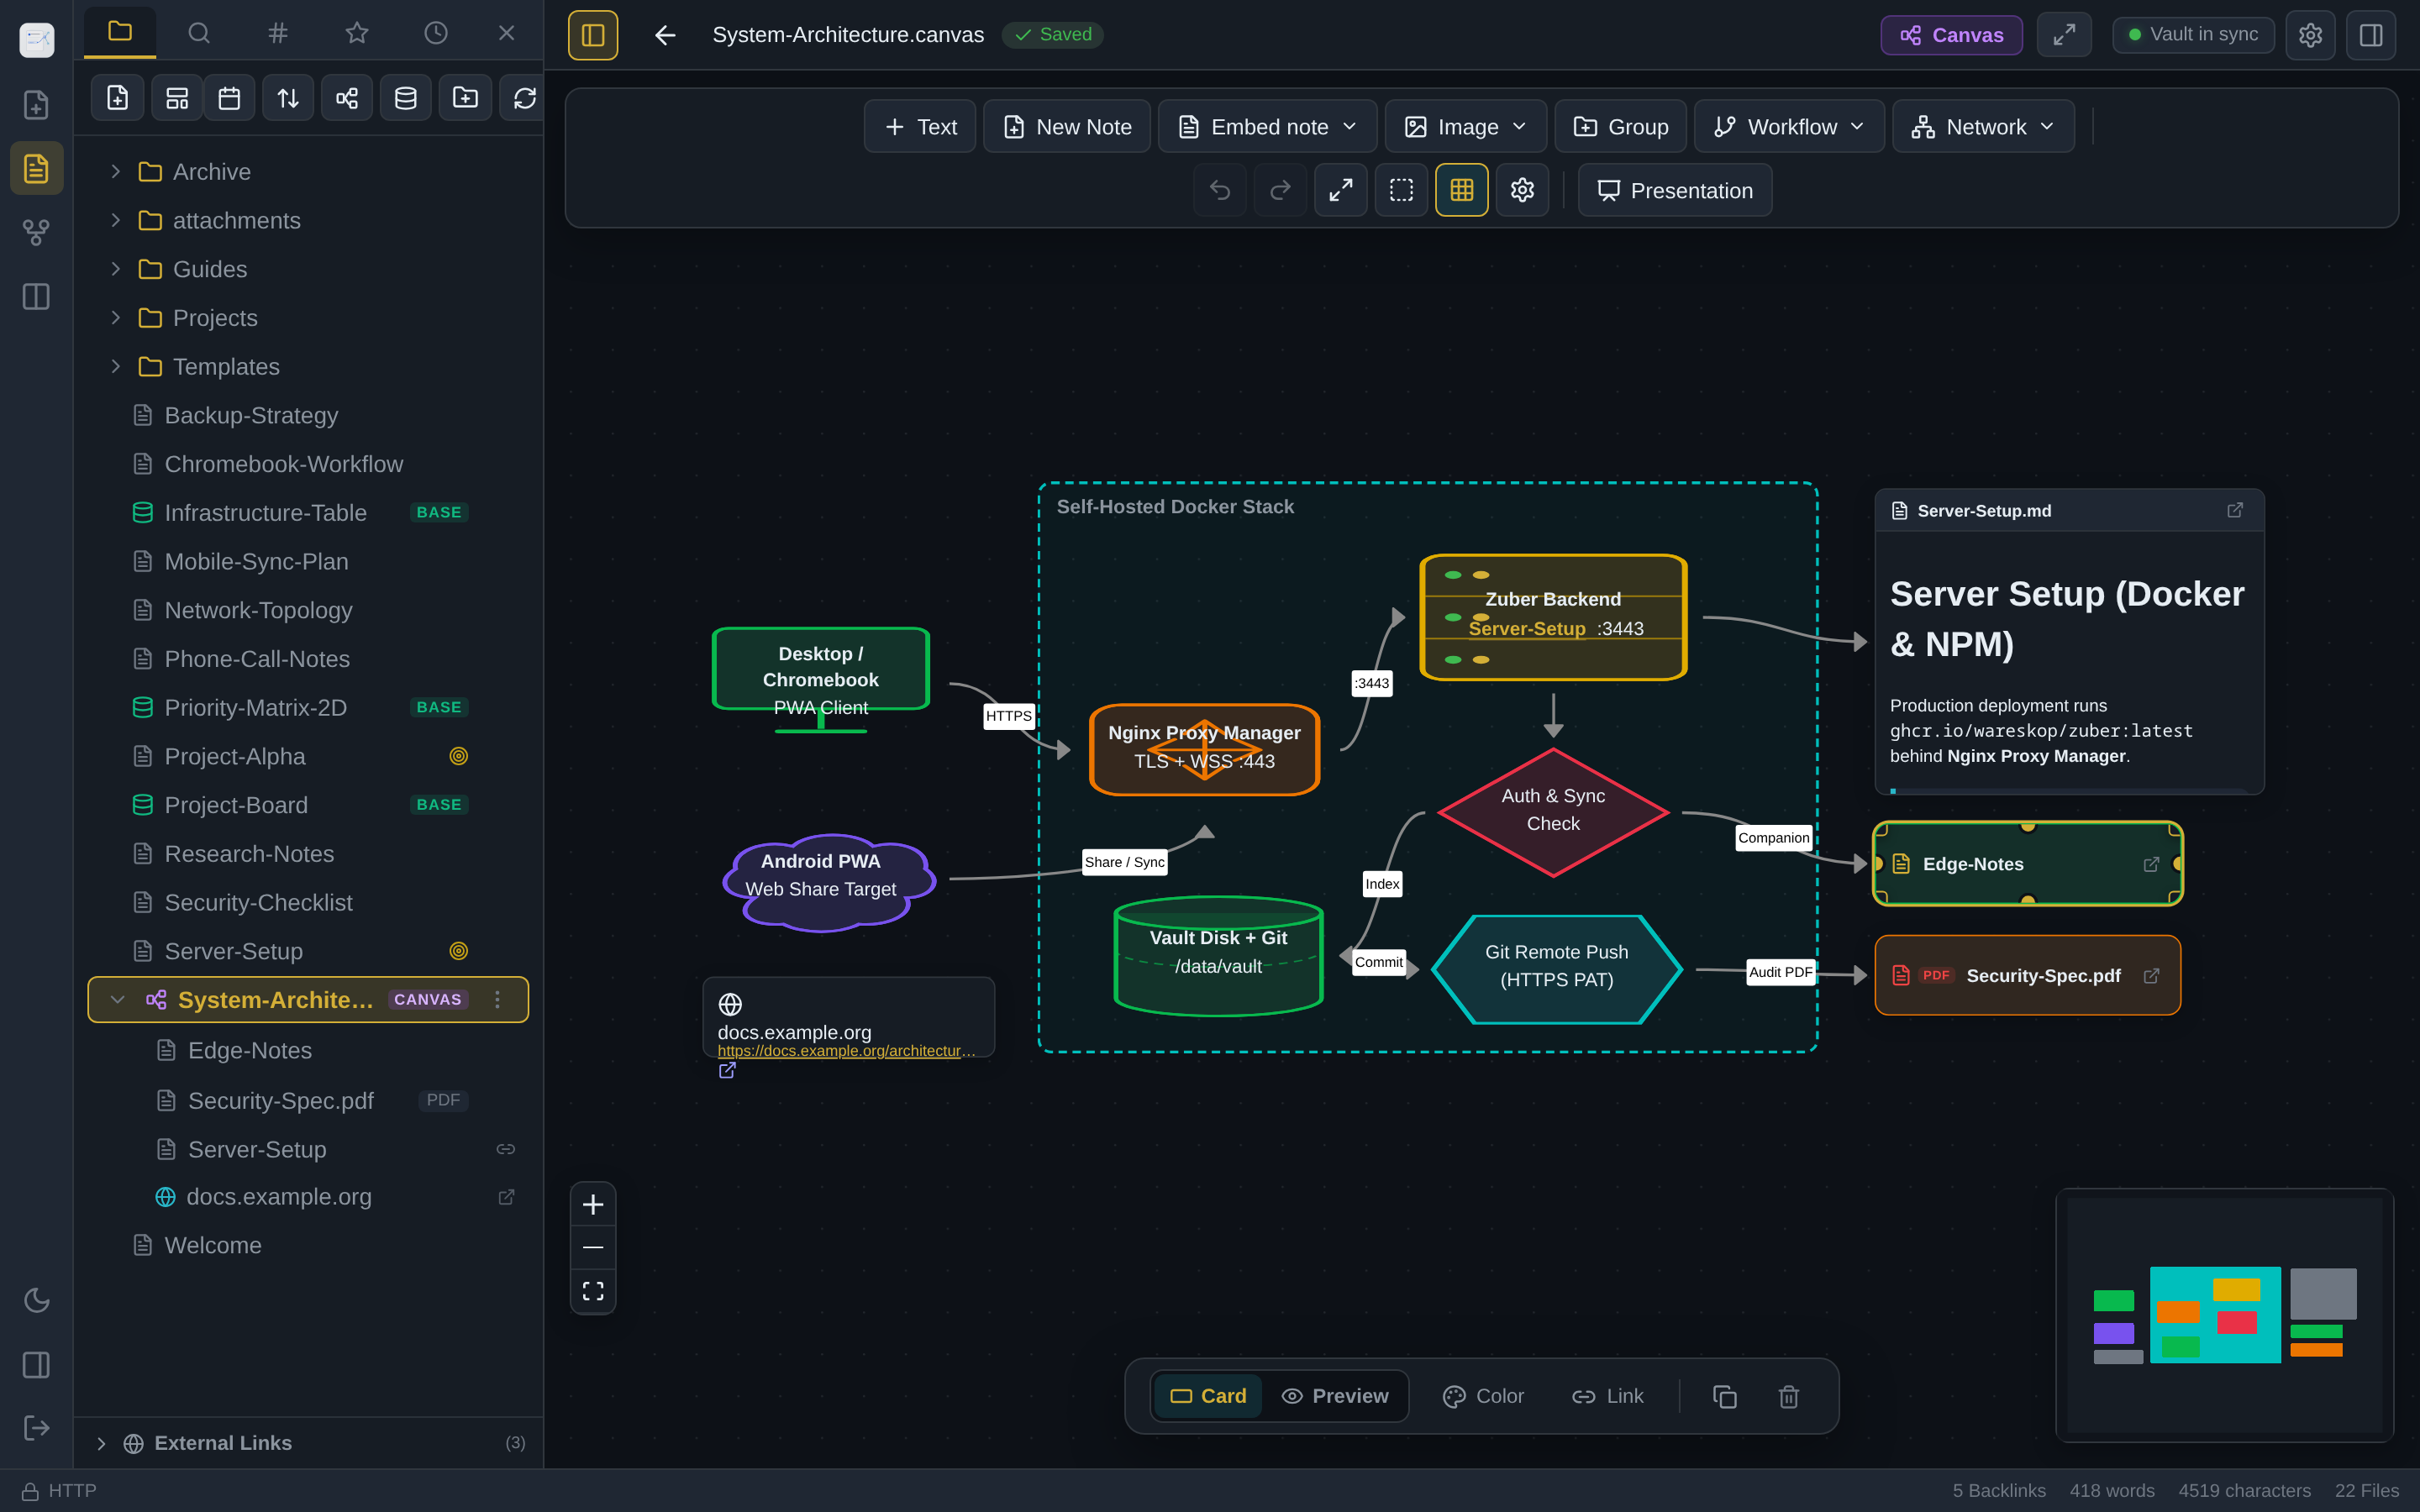 System-Architecture.canvas
Saved
Canvas
Vault in sync
Text
New Note
Embed note
Image
Group
Workflow
Network
Presentation
Archive
attachments
Guides
Projects
Templates
Backup-Strategy
Chromebook-Workflow
Infrastructure-Table BASE
Mobile-Sync-Plan
Network-Topology
Phone-Call-Notes
Priority-Matrix-2D BASE
Project-Alpha
Project-Board BASE
Research-Notes
Security-Checklist
Server-Setup
System-Archite... CANVAS
Edge-Notes
Security-Spec.pdf PDF
Server-Setup
docs.example.org
Welcome
External Links (3)
Self-Hosted Docker Stack
Desktop /
Chromebook
PWA Client
HTTPS
Nginx Proxy Manager
TLS + WSS :443
:3443
Zuber Backend
Server-Setup :3443
Android PWA
Web Share Target
Share / Sync
Auth & Sync
Check
Index
Companion
Vault Disk + Git
/data/vault
Commit
Git Remote Push
(HTTPS PAT)
Audit PDF
docs.example.org
https://docs.example.org/architectur...
Server-Setup.md
Server Setup (Docker
& NPM)
Production deployment runs
ghcr.io/wareskop/zuber:latest
behind Nginx Proxy Manager.
Edge-Notes
PDF Security-Spec.pdf
Card
Preview
Color
Link
HTTP
5 Backlinks
418 words
4519 characters
22 Files